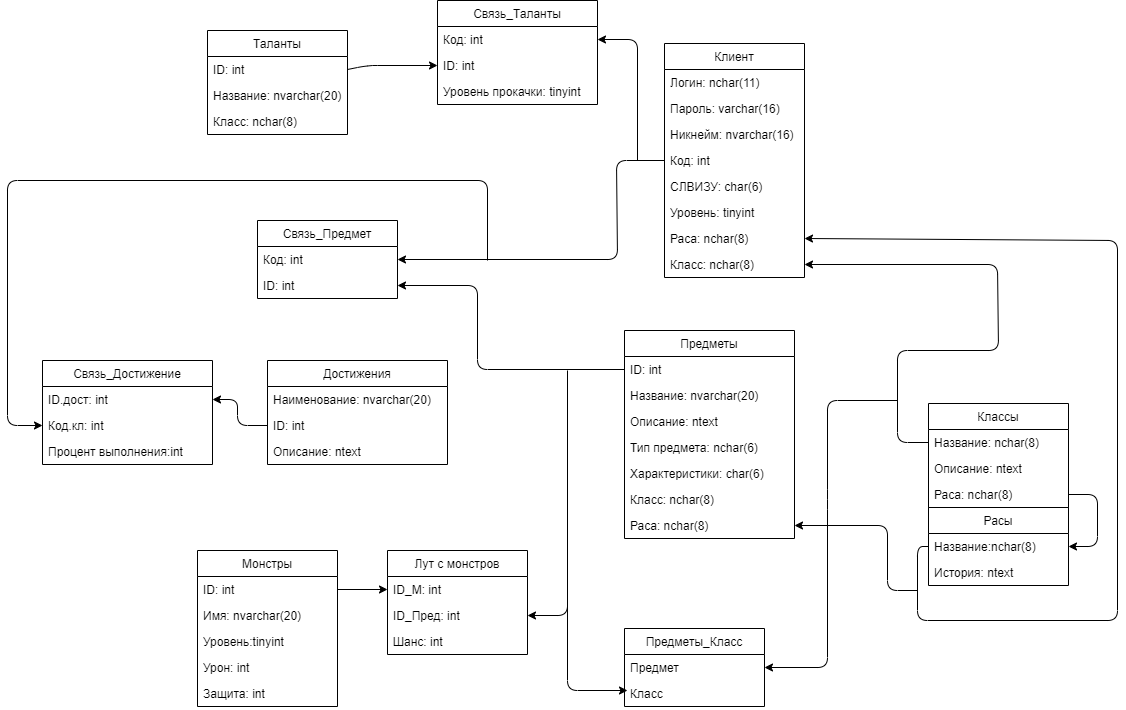 Связь_Таланты
Код: int
ID: int
Уровень прокачки: tinyint
Таланты
ID: int
Название: nvarchar(20)
Класс: nchar(8)
Клиент
Логин: nchar(11)
Пароль: varchar(16)
Никнейм: nvarchar(16)
Код: int
СЛВИЗУ: char(6)
Уровень: tinyint
Раса: nchar(8)
Класс: nchar(8)
Связь_Предмет
Код: int
ID: int
Связь_Достижение
ID.дост: int
Код.кл: int
Процент выполнения:int
Достижения
Наименование: nvarchar(20)
ID: int
Описание: ntext
Предметы
ID: int
Название: nvarchar(20)
Описание: ntext
Тип предмета: nchar(6)
Характеристики: char(6)
Класс: nchar(8)
Раса: nchar(8)
Классы
Название: nchar(8)
Описание: ntext
Раса: nchar(8)
Расы
Название:nchar(8)
История: ntext
Монстры
ID: int
Имя: nvarchar(20)
Уровень:tinyint
Урон: int
Защита: int
Лут с монстров
ID_М: int
ID_Пред: int
Шанс: int
Предметы_Класс
Предмет
Класс